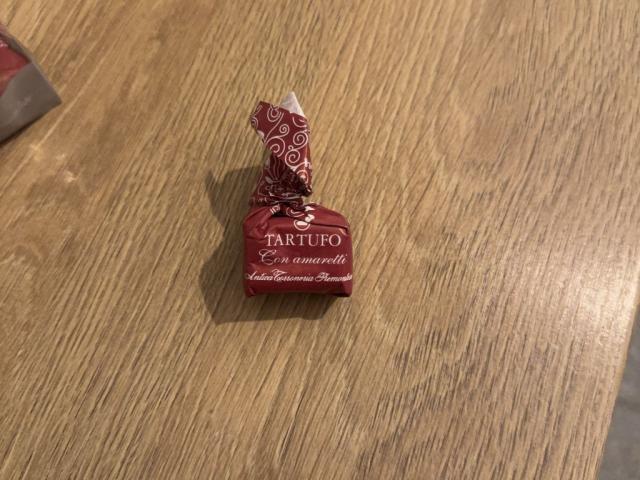 TARTUFO
Con amaretti
Antica Torroneria Piemontese